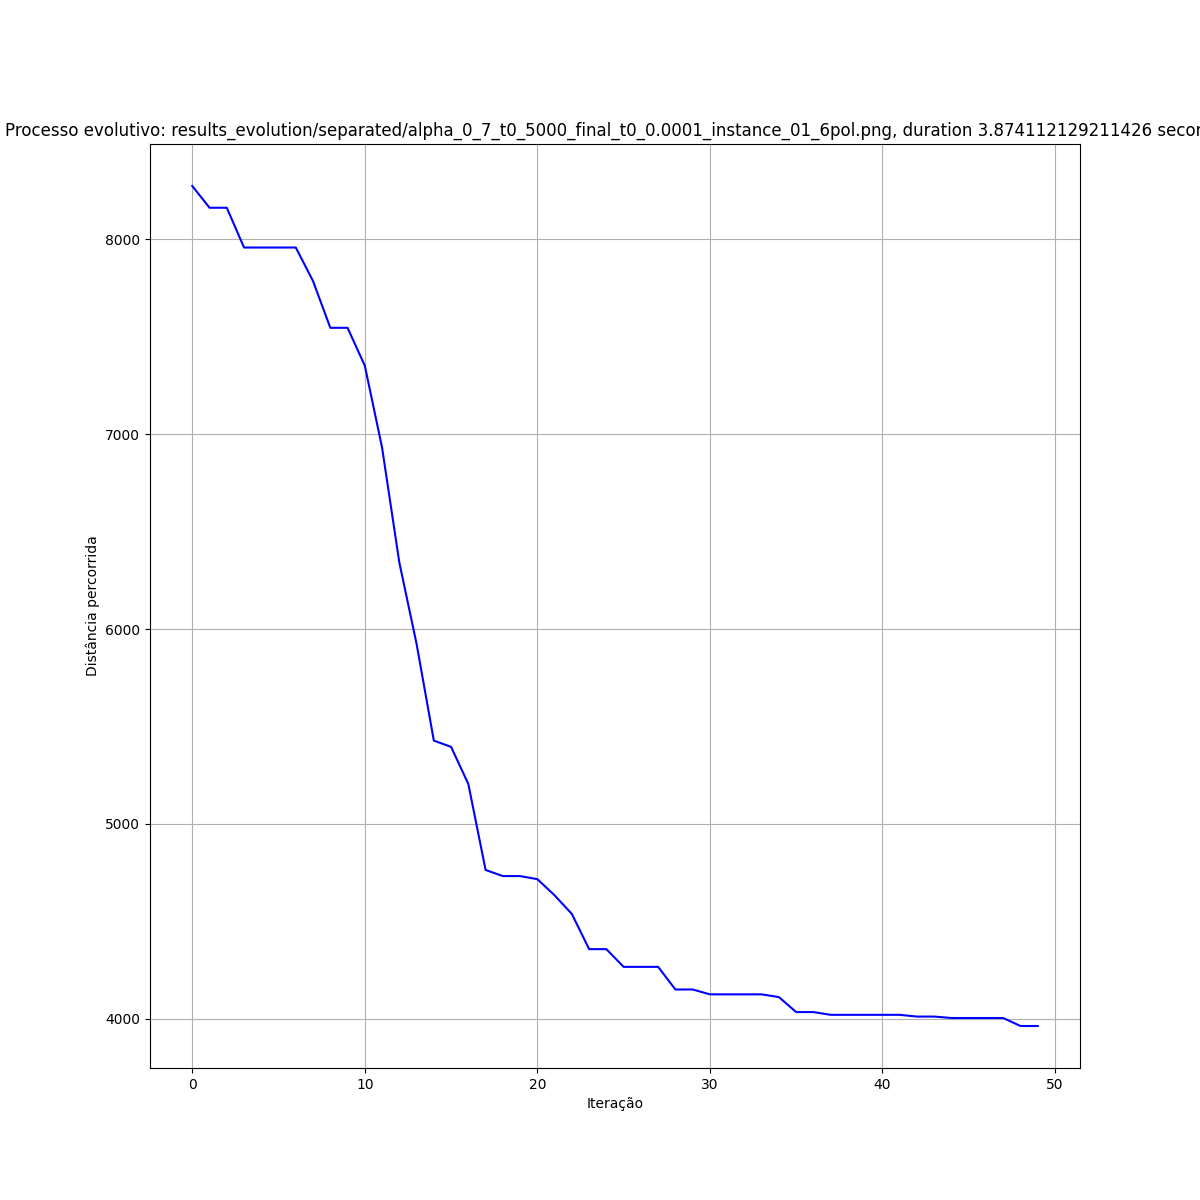 Processo evolutivo: results_evolution/separated/alpha_0_7_t0_5000_final_t0_0.0001_instance_01_6pol.png, duration 3.874112129211426 secon
8000
7000
6000
5000
4000
Distância percorrida
0 10 20 30 40 50
Iteração